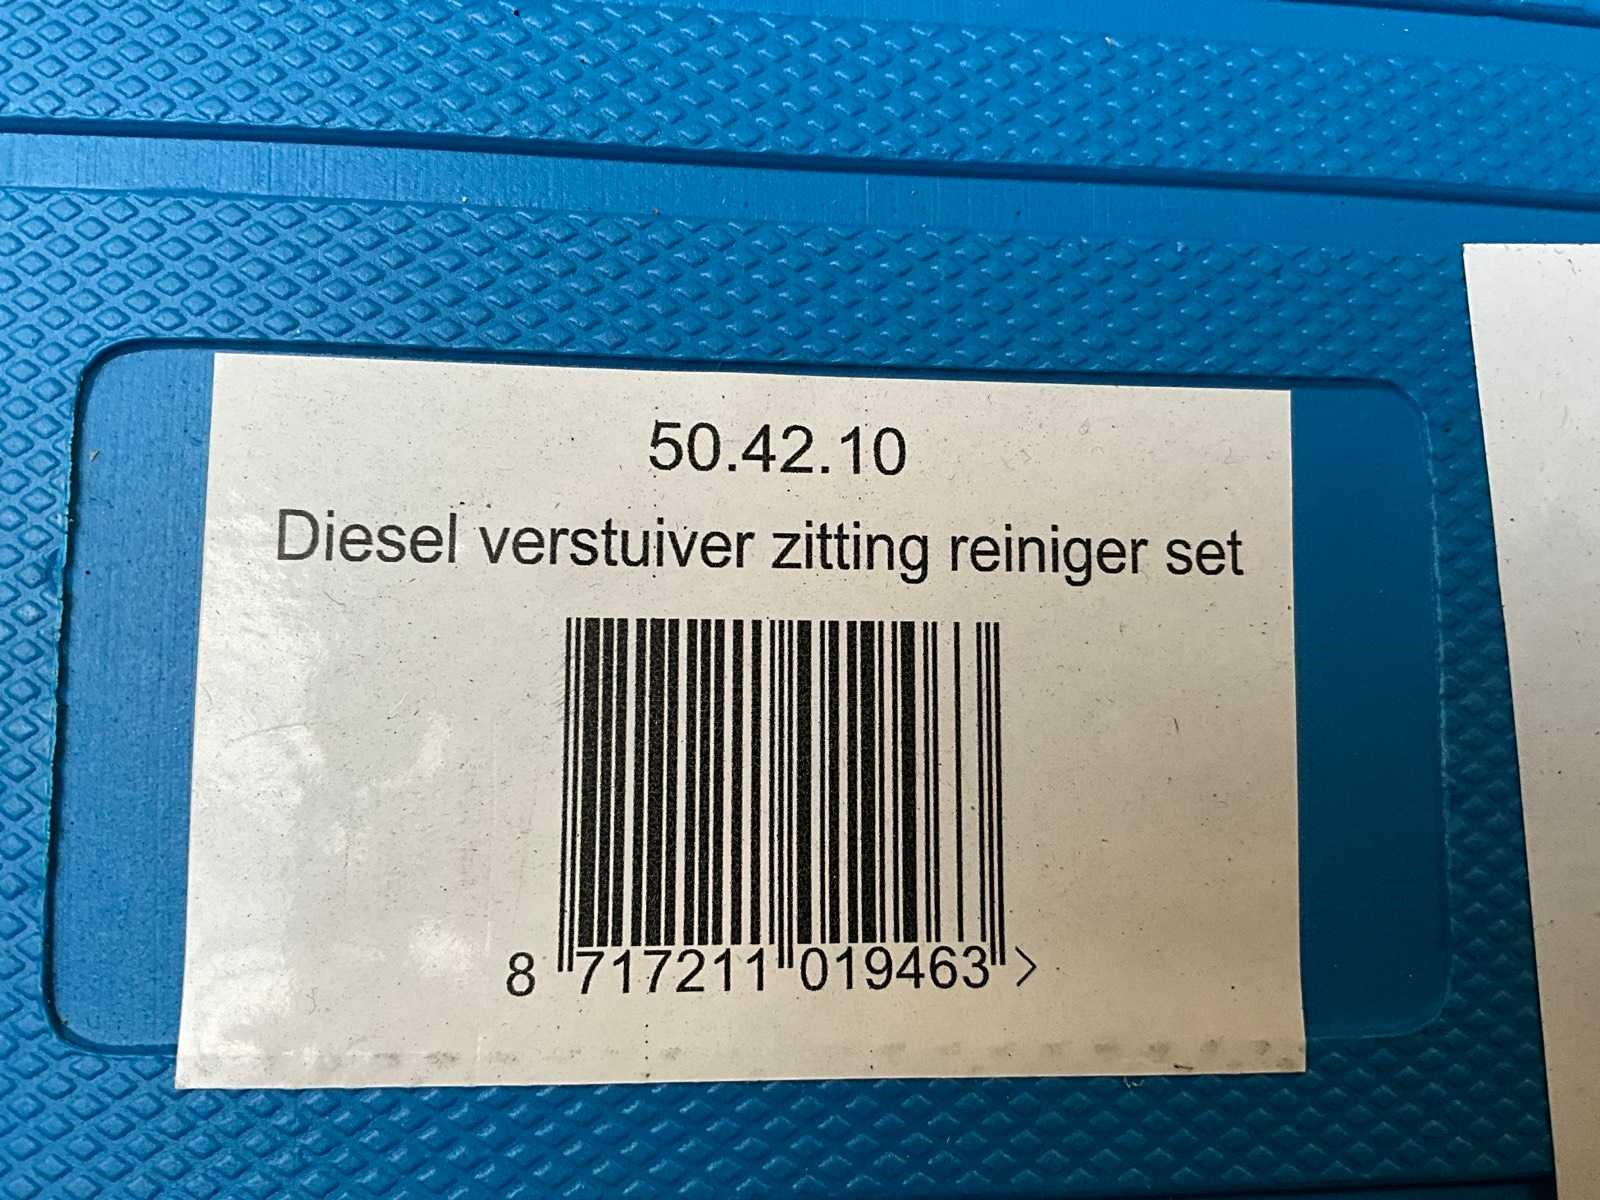 50.42.10
Diesel verstuiver zitting reiniger set
8 717211 019463 >